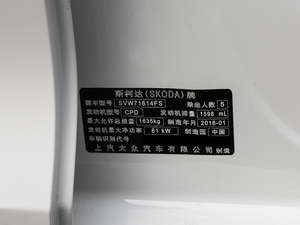 斯柯达(SKODA)牌
整车型号 SVW71614FS 乘坐人数 5
发动机型号 CPD 发动机排量 1598 mL
最大允许总质量 1635kg 制造年月 2018-01
发动机最大净功率 81 kW 制造国 中国
车辆识别代号
上汽大众汽车有限公司 制造